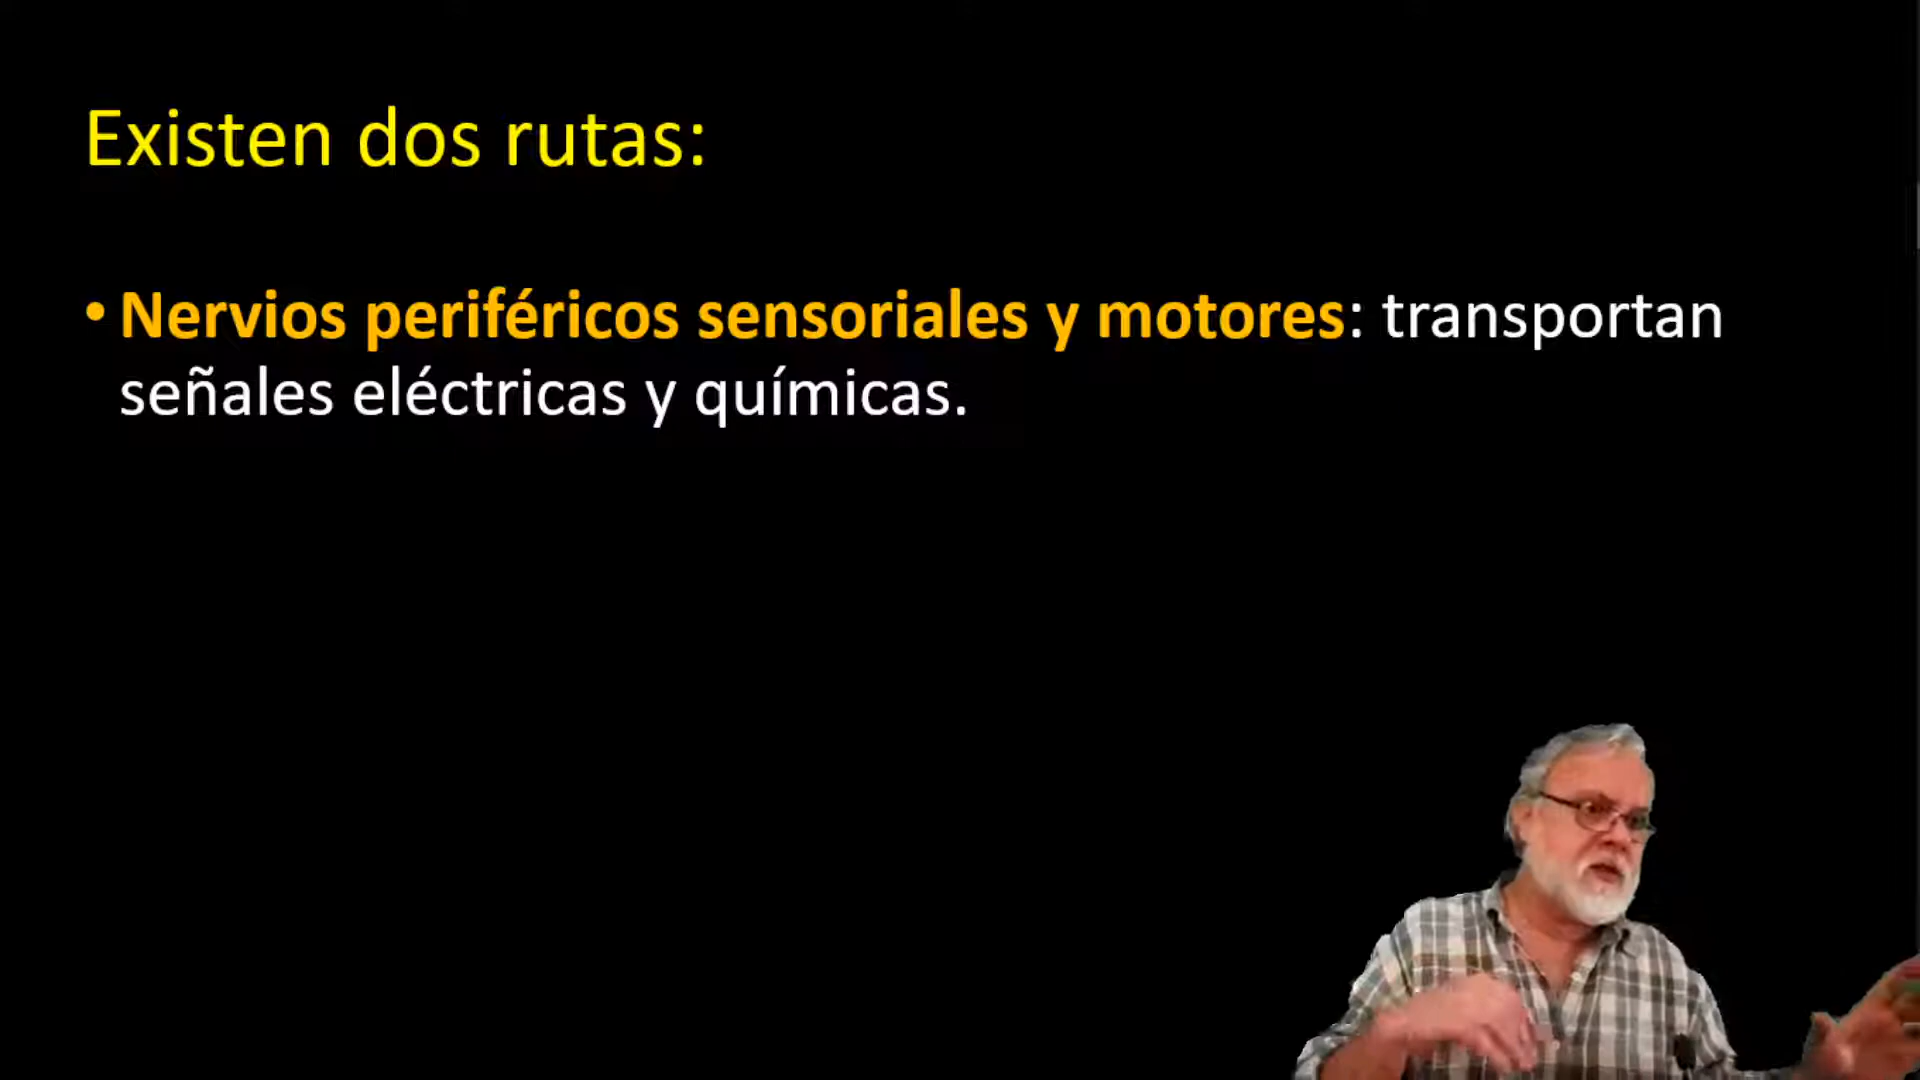 Existen dos rutas:
• Nervios periféricos sensoriales y motores: transportan
señales eléctricas y químicas.